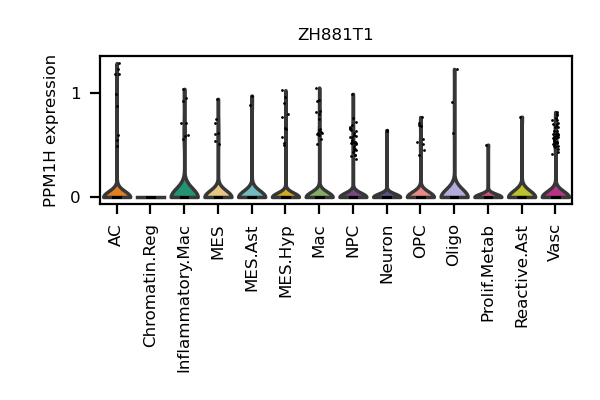 ZH881T1
PPM1H expression
1
0
AC
Chromatin.Reg
Inflammatory.Mac
MES
MES.Ast
MES.Hyp
Mac
NPC
Neuron
OPC
Oligo
Prolif.Metab
Reactive.Ast
Vasc